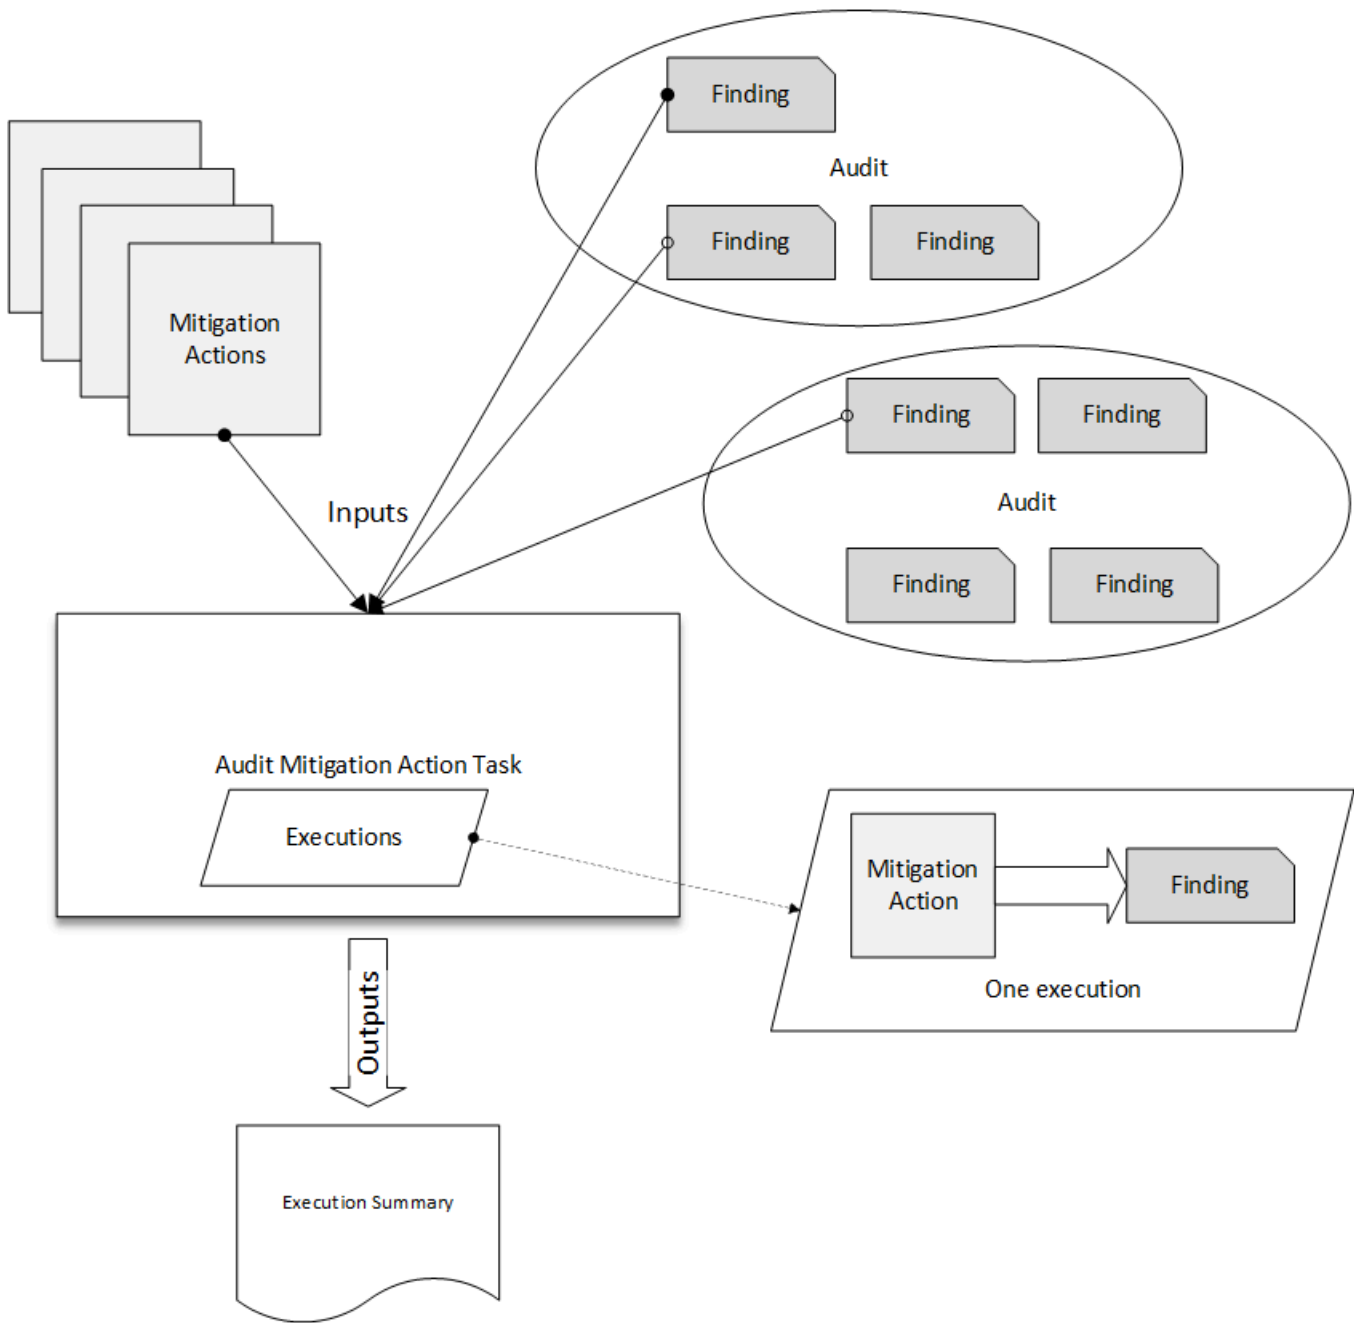 Finding
Audit
Finding
Finding
Mitigation
Actions
Finding
Finding
Inputs
Audit
Finding
Finding
Audit Mitigation Action Task
Executions
Mitigation
Action
Finding
One execution
Outputs
Execution Summary